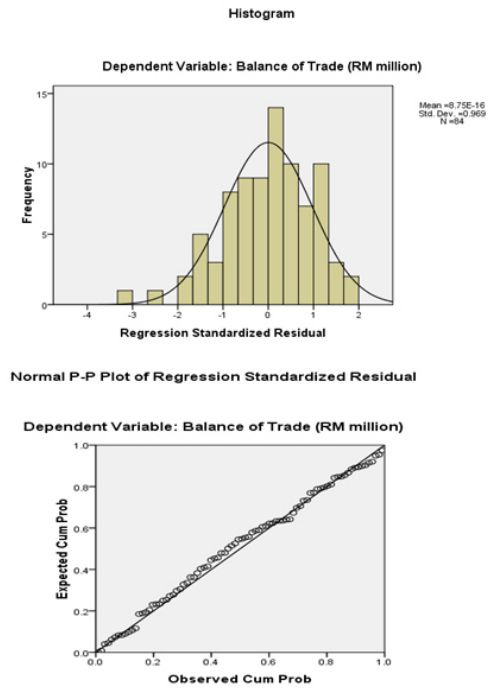 Histogram
Dependent Variable: Balance of Trade (RM million)
Mean =8.75E-16
Std. Dev. =0.969
N =84
15
10
5
0
Frequency
-4 -3 -2 -1 0 1 2
Regression Standardized Residual
Normal P-P Plot of Regression Standardized Residual
Dependent Variable: Balance of Trade (RM million)
1.0
0.8
0.6
0.4
0.2
0.0
Expected Cum Prob
0.0 0.2 0.4 0.6 0.8 1.0
Observed Cum Prob